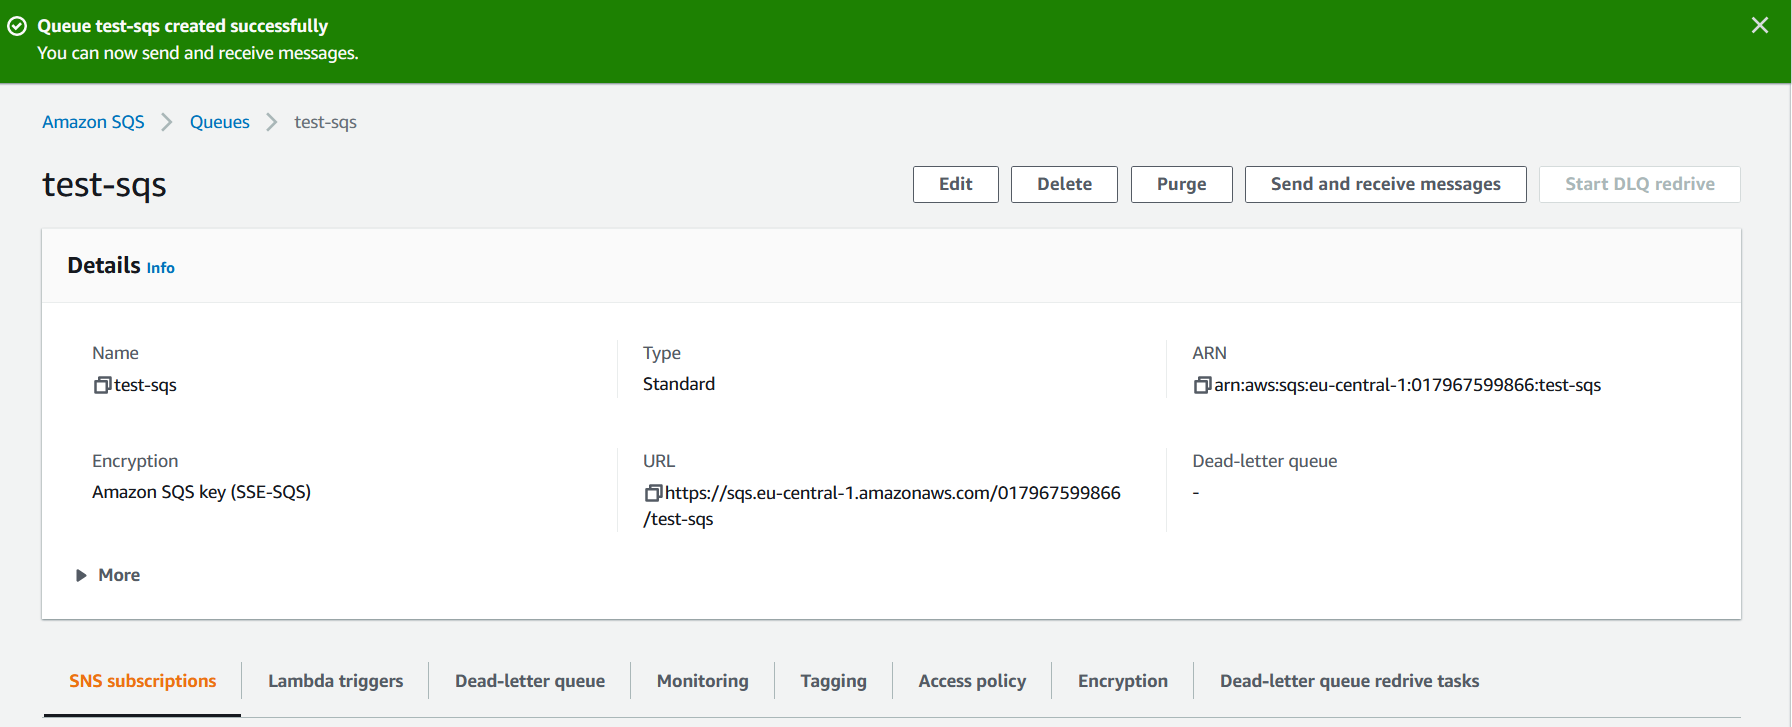 Queue test-sqs created successfully
You can now send and receive messages.
Amazon SQS > Queues > test-sqs
test-sqs
Edit
Delete
Purge
Send and receive messages
Start DLQ redrive
Details Info
Name
test-sqs
Type
Standard
ARN
arn:aws:sqs:eu-central-1:017967599866:test-sqs
Encryption
Amazon SQS key (SSE-SQS)
URL
https://sqs.eu-central-1.amazonaws.com/017967599866
/test-sqs
Dead-letter queue
-
More
SNS subscriptions
Lambda triggers
Dead-letter queue
Monitoring
Tagging
Access policy
Encryption
Dead-letter queue redrive tasks